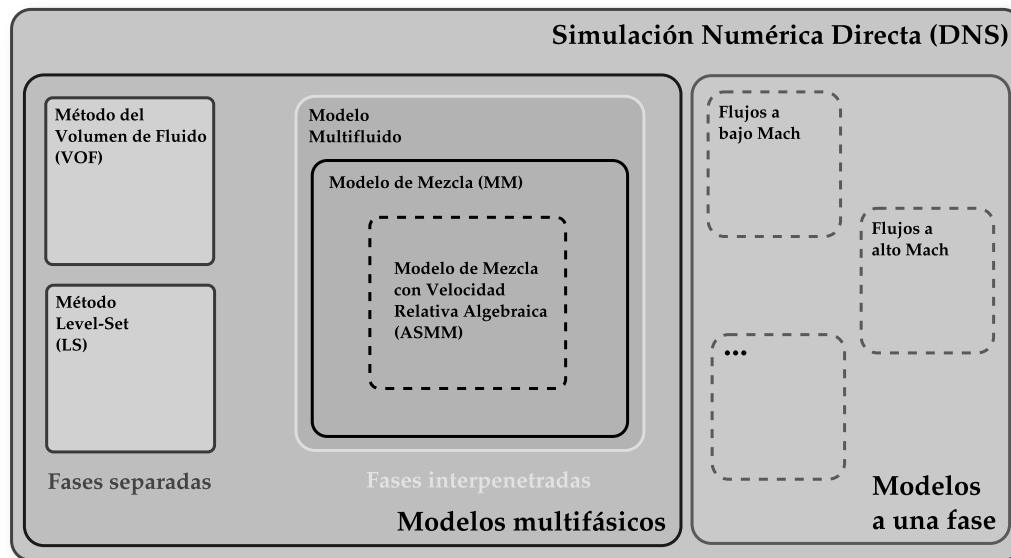 Simulación Numérica Directa (DNS)
Método del
Volumen de Fluido
(VOF)
Método
Level-Set
(LS)
Fases separadas
Modelo
Multifluido
Modelo de Mezcla (MM)
Modelo de Mezcla
con Velocidad
Relativa Algebraica
(ASMM)
Fases interpenetradas
Modelos multifásicos
Flujos a
bajo Mach
Flujos a
alto Mach
...
Modelos
a una fase